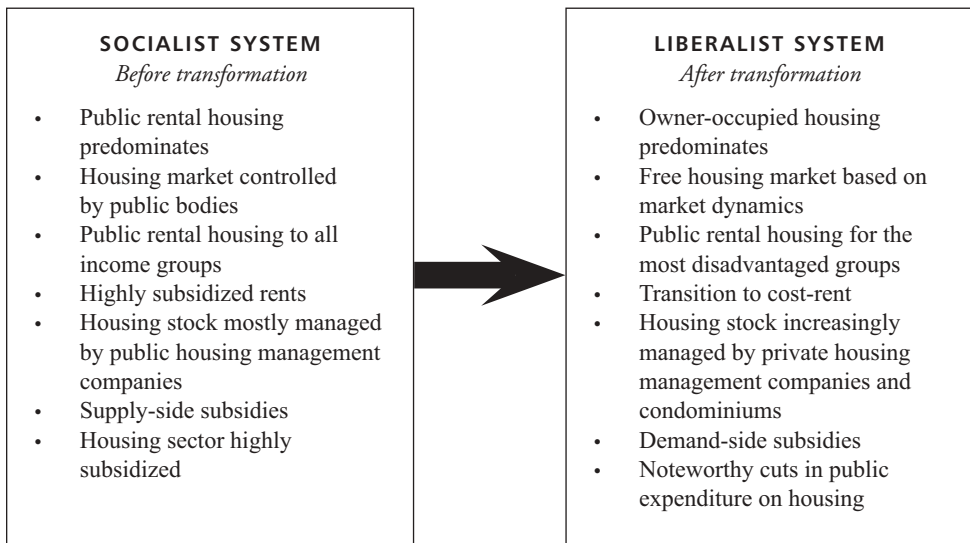 SOCIALIST SYSTEM
Before transformation
• Public rental housing
predominates
• Housing market controlled
by public bodies
• Public rental housing to all
income groups
• Highly subsidized rents
• Housing stock mostly managed
by public housing management
companies
• Supply-side subsidies
• Housing sector highly
subsidized
LIBERALIST SYSTEM
After transformation
• Owner-occupied housing
predominates
• Free housing market based on
market dynamics
• Public rental housing for the
most disadvantaged groups
• Transition to cost-rent
• Housing stock increasingly
managed by private housing
management companies and
condominiums
• Demand-side subsidies
• Noteworthy cuts in public
expenditure on housing